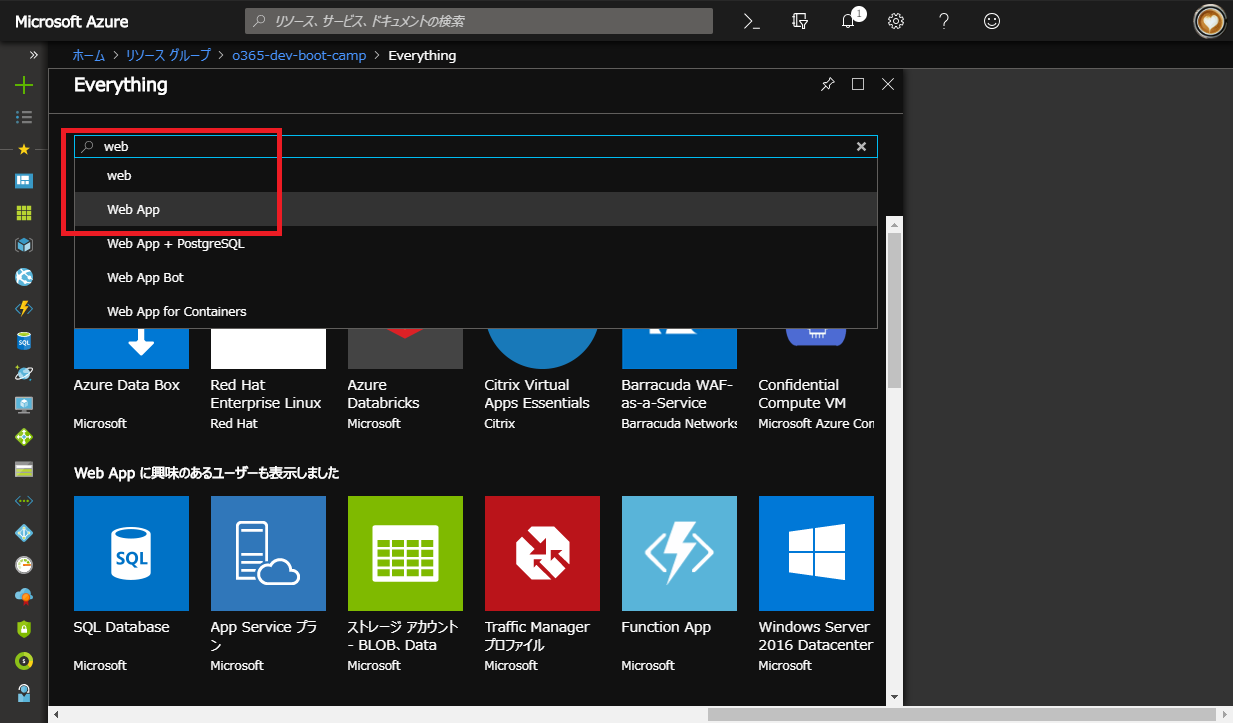 Microsoft Azure
リソース、サービス、ドキュメントの検索
1
ホーム > リソース グループ > o365-dev-boot-camp > Everything
Everything
web
web
Web App
Web App + PostgreSQL
Web App Bot
Web App for Containers
Azure Data Box
Microsoft
Red Hat
Enterprise Linux
Red Hat
Azure
Databricks
Microsoft
Citrix Virtual
Apps Essentials
Citrix
Barracuda WAF-
as-a-Service
Barracuda Networks
Confidential
Compute VM
Microsoft Azure Con
Web App に興味のあるユーザーも表示しました
SQL
SQL Database
Microsoft
App Service プラ
ン
Microsoft
ストレージ アカウント
- BLOB、Data
Microsoft
Traffic Manager
プロファイル
Microsoft
Function App
Microsoft
Windows Server
2016 Datacenter
Microsoft
SQL